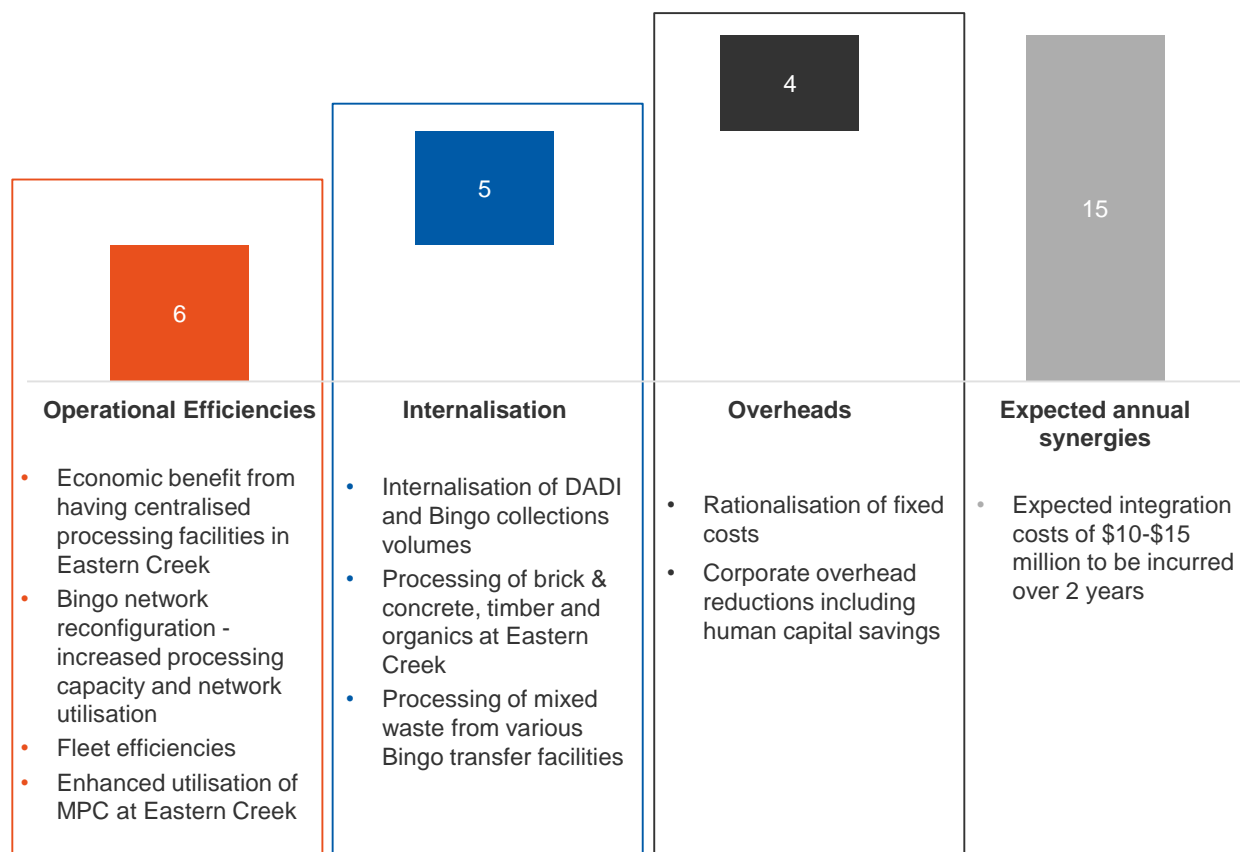 6
5
4
15
Operational Efficiencies
• Economic benefit from
having centralised
processing facilities in
Eastern Creek
• Bingo network
reconfiguration -
increased processing
capacity and network
utilisation
• Fleet efficiencies
• Enhanced utilisation of
MPC at Eastern Creek
Internalisation
• Internalisation of DADI
and Bingo collections
volumes
• Processing of brick &
concrete, timber and
organics at Eastern
Creek
• Processing of mixed
waste from various
Bingo transfer facilities
Overheads
• Rationalisation of fixed
costs
• Corporate overhead
reductions including
human capital savings
Expected annual
synergies
• Expected integration
costs of $10-$15
million to be incurred
over 2 years